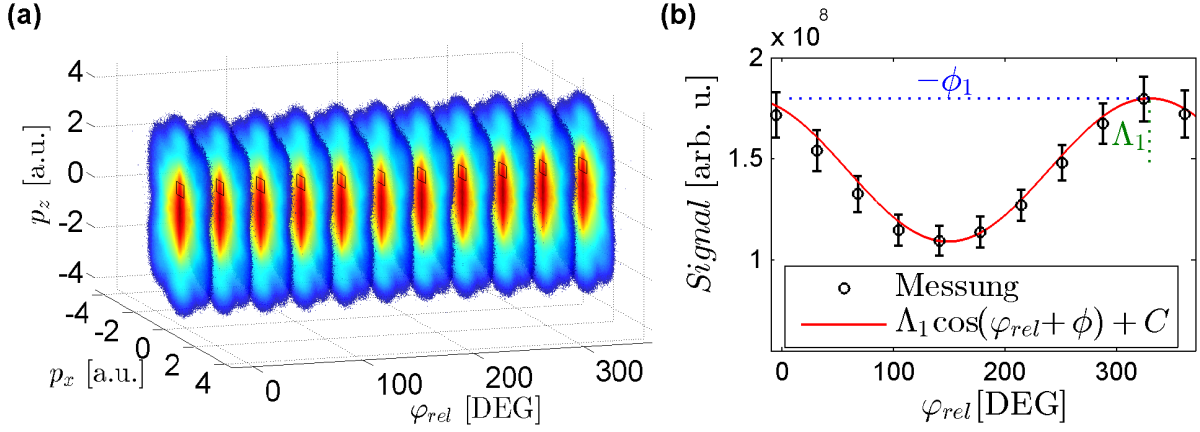 (a)
4
2
0
-2
-4
p_z [a.u.]
-4
-2
0
2
4
p_x [a.u.]
0
100
200
300
φ_rel [DEG]
(b)
× 10^8
2
1.5
1
Signal [arb. u.]
−ϕ_1
Λ_1
Messung
Λ_1 cos(φ_rel + ϕ) + C
0
100
200
300
φ_rel [DEG]